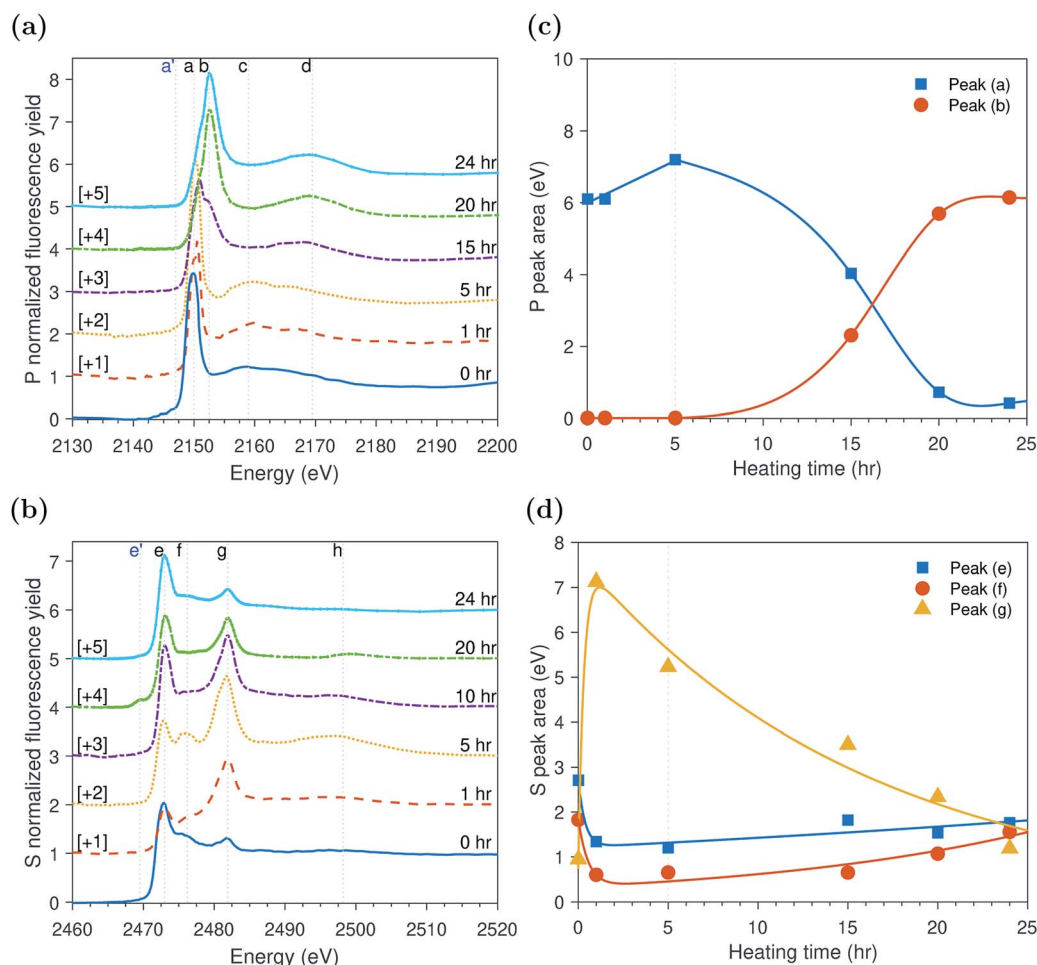 (a)
a' a b c d
P normalized fluorescence yield
8
7
6
5
4
3
2
1
0
[+5]
[+4]
[+3]
[+2]
[+1]
24 hr
20 hr
15 hr
5 hr
1 hr
0 hr
2130 2140 2150 2160 2170 2180 2190 2200
Energy (eV)
(c)
P peak area (eV)
10
8
6
4
2
0
Peak (a)
Peak (b)
0 5 10 15 20 25
Heating time (hr)
(b)
e' e f g h
S normalized fluorescence yield
7
6
5
4
3
2
1
0
[+5]
[+4]
[+3]
[+2]
[+1]
24 hr
20 hr
10 hr
5 hr
1 hr
0 hr
2460 2470 2480 2490 2500 2510 2520
Energy (eV)
(d)
S peak area (eV)
8
7
6
5
4
3
2
1
0
Peak (e)
Peak (f)
Peak (g)
0 5 10 15 20 25
Heating time (hr)